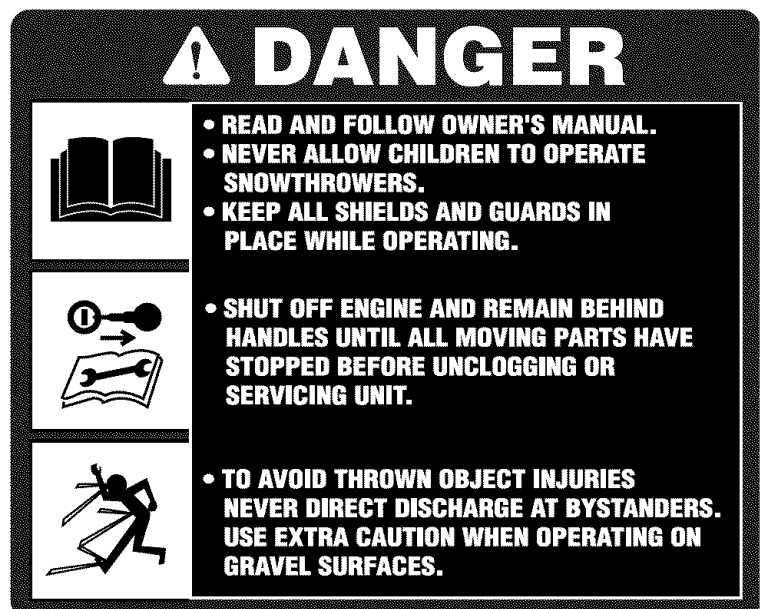 DANGER
• READ AND FOLLOW OWNER'S MANUAL.
• NEVER ALLOW CHILDREN TO OPERATE
SNOWTHROWERS.
• KEEP ALL SHIELDS AND GUARDS IN
PLACE WHILE OPERATING.
• SHUT OFF ENGINE AND REMAIN BEHIND
HANDLES UNTIL ALL MOVING PARTS HAVE
STOPPED BEFORE UNCLOGGING OR
SERVICING UNIT.
• TO AVOID THROWN OBJECT INJURIES
NEVER DIRECT DISCHARGE AT BYSTANDERS.
USE EXTRA CAUTION WHEN OPERATING ON
GRAVEL SURFACES.